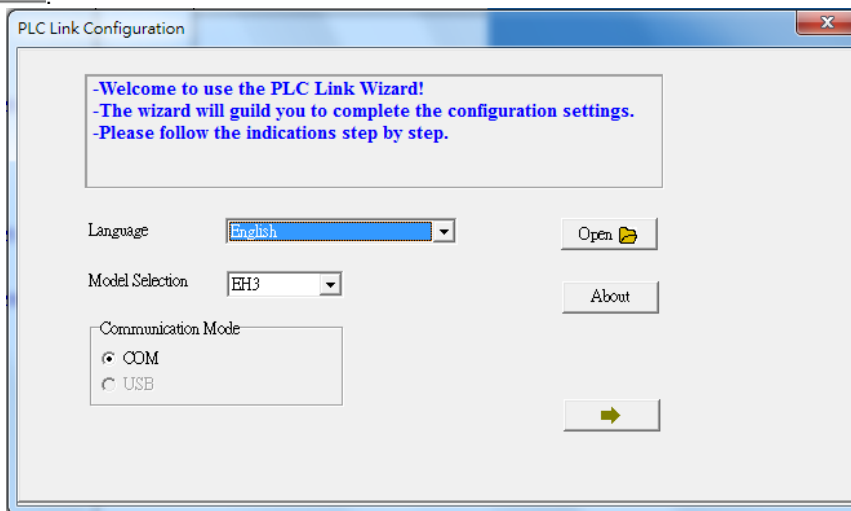 PLC Link Configuration
-Welcome to use the PLC Link Wizard!
-The wizard will guild you to complete the configuration settings.
-Please follow the indications step by step.
Language
English
Open
Model Selection
EH3
About
Communication Mode
COM
USB